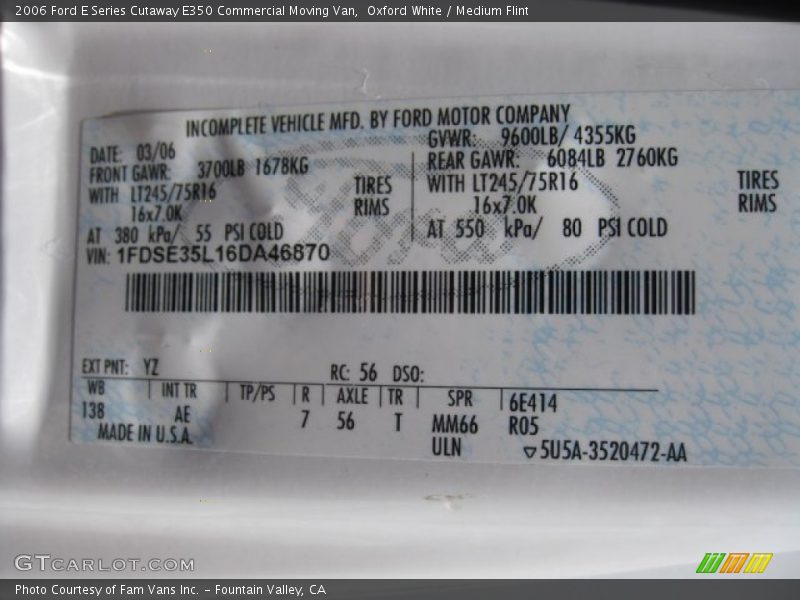 2006 Ford E Series Cutaway E350 Commercial Moving Van,  Oxford White / Medium Flint
INCOMPLETE VEHICLE MFD. BY FORD MOTOR COMPANY
DATE: 03/06
GVWR: 9600LB/ 4355KG
FRONT GAWR: 3700LB 1678KG
REAR GAWR: 6084LB 2760KG
WITH LT245/75R16 TIRES
WITH LT245/75R16 TIRES
16x7.0K RIMS
16x7.0K RIMS
AT 380 kPa/ 55 PSI COLD
AT 550 kPa/ 80 PSI COLD
VIN: 1FDSE35L16DA46870
EXT PNT: YZ RC: 56 DSO:
WB INT TR TP/PS R AXLE TR SPR 6E414
138 AE 7 56 T MM66 R05
MADE IN U.S.A. ULN ▽5U5A-3520472-AA
GTCARLOT.COM
Photo Courtesy of Fam Vans Inc. – Fountain Valley, CA